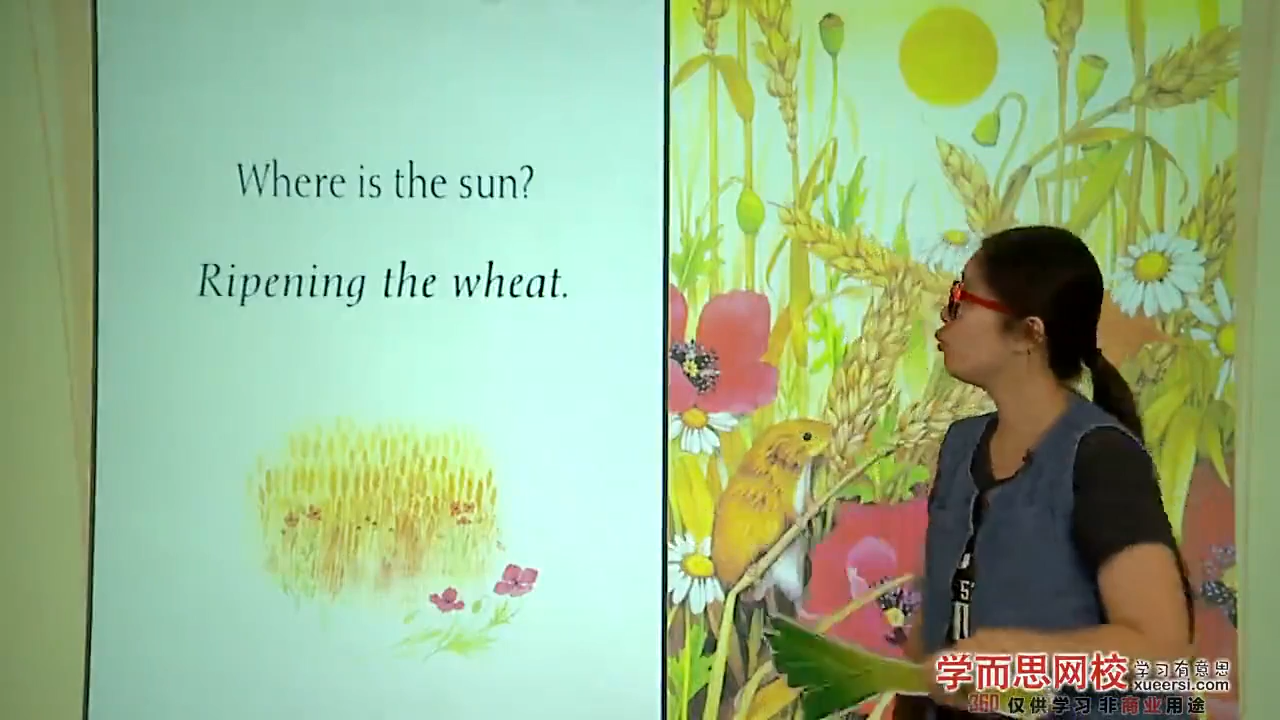 Where is the sun?
Ripening the wheat.
学而思网校 学习有意思
xueersi.com
360 仅供学习 非商业用途